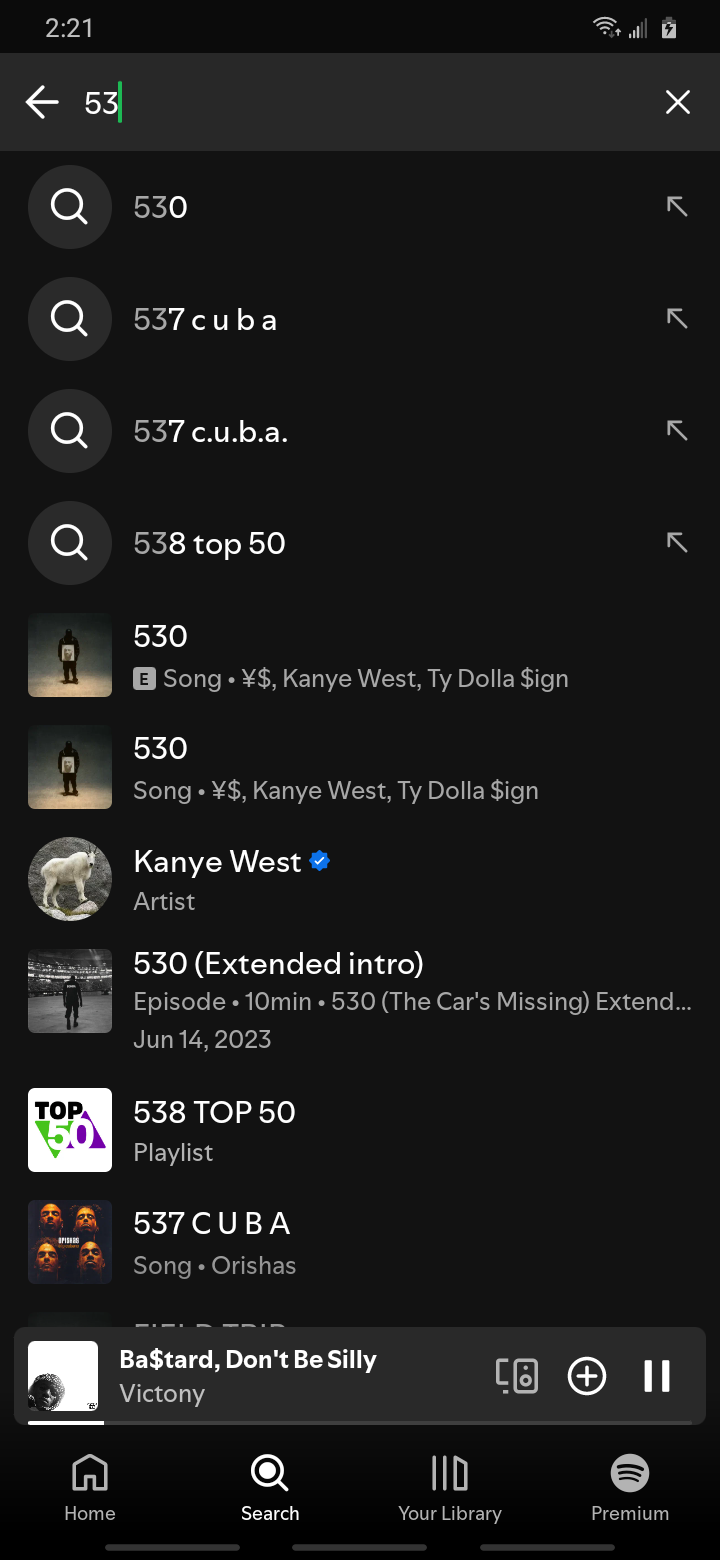 2:21
53
530
537 c u b a
537 c.u.b.a.
538 top 50
530
E Song • ¥$, Kanye West, Ty Dolla $ign
530
Song • ¥$, Kanye West, Ty Dolla $ign
Kanye West
Artist
530 (Extended intro)
Episode • 10min • 530 (The Car's Missing) Extend...
Jun 14, 2023
TOP
50
538 TOP 50
Playlist
ORISHAS
537 C U B A
Song • Orishas
FIELD TRIP
Ba$tard, Don't Be Silly
Victony
Home
Search
Your Library
Premium